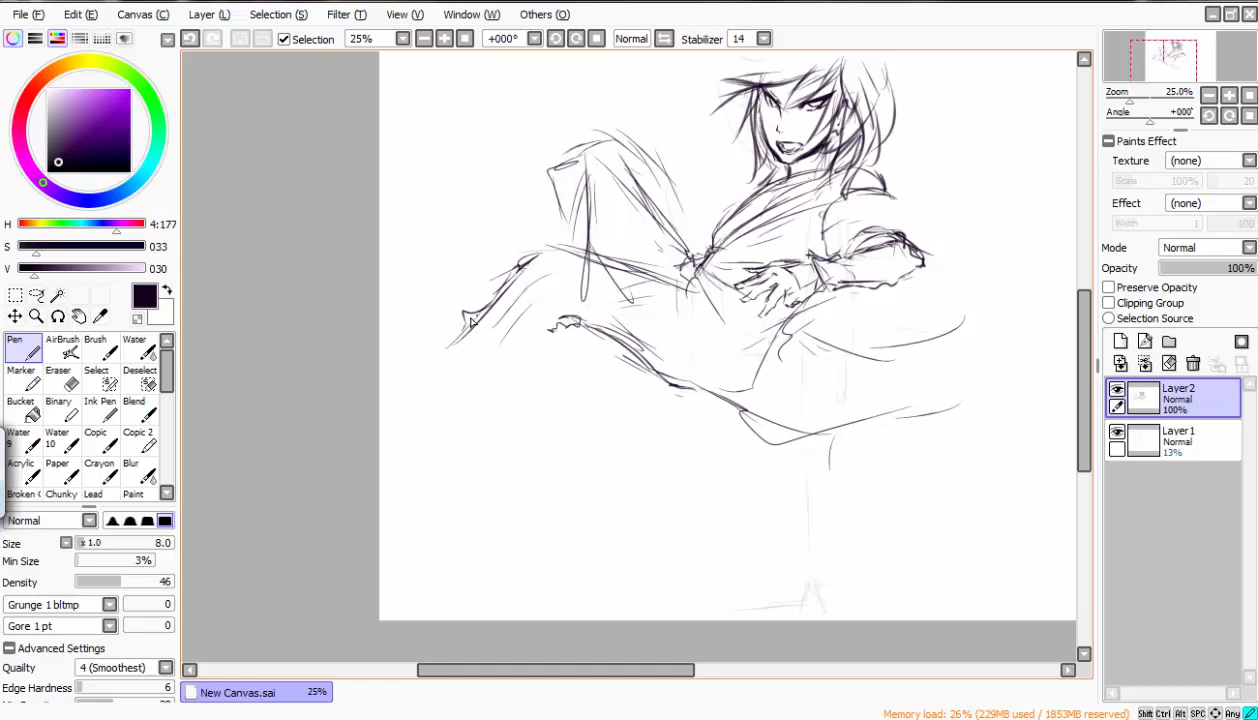 File (F) Edit (E) Canvas (C) Layer (L) Selection (S) Filter (T) View (V) Window (W) Others (O)
Selection 25% +000° Normal Stabilizer 14
Zoom 25.0%
Angle +000°
Paints Effect
Texture (none)
Scale 100% 20
Effect (none)
Width 1 100
Mode Normal
Opacity 100%
Preserve Opacity
Clipping Group
Selection Source
Layer2
Normal
100%
Layer1
Normal
13%
H 4:177
S 033
V 030
Pen AirBrush Brush Water
Marker Eraser Select Deselect
Bucket Binary Ink Pen Blend
Water 9 Water 10 Copic Copic 2
Acrylic Paper Crayon Blur
Chunky Lead Paint
Normal
Size x 1.0 8.0
Min Size 3%
Density 46
Grunge 1 bltmp 0
Gore 1 pt 0
Advanced Settings
Quailty 4 (Smoothest)
Edge Hardness 6
New Canvas.sai 25%
Memory load: 26% (229MB used / 1853MB reserved) Shift Ctrl Alt SPC Any